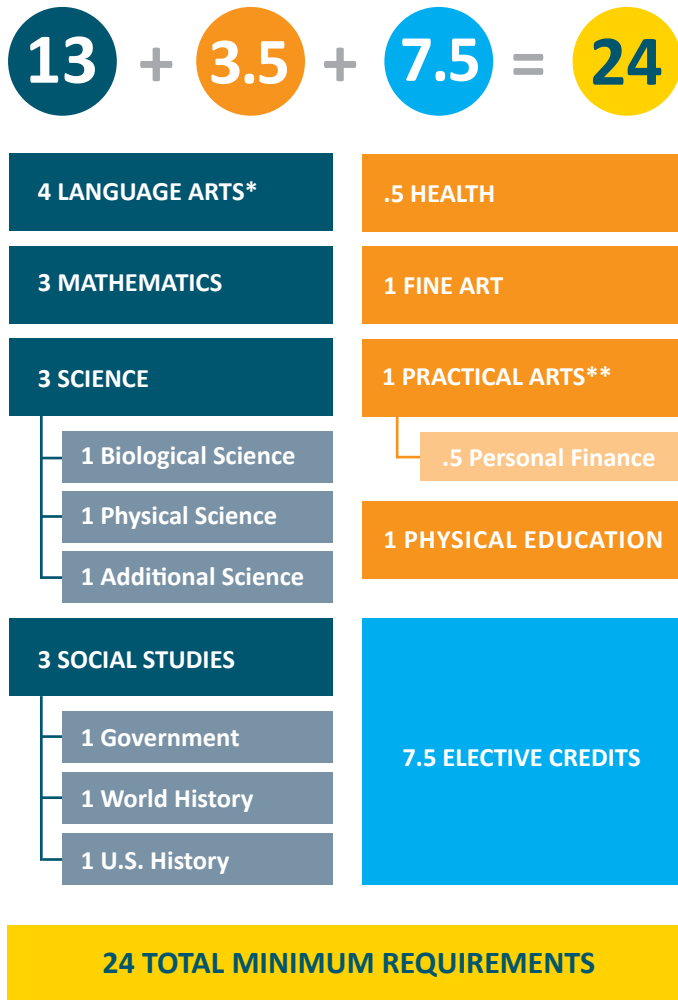 13 + 3.5 + 7.5 = 24
4 LANGUAGE ARTS*
3 MATHEMATICS
3 SCIENCE
1 Biological Science
1 Physical Science
1 Additional Science
3 SOCIAL STUDIES
1 Government
1 World History
1 U.S. History
.5 HEALTH
1 FINE ART
1 PRACTICAL ARTS**
.5 Personal Finance
1 PHYSICAL EDUCATION
7.5 ELECTIVE CREDITS
24 TOTAL MINIMUM REQUIREMENTS